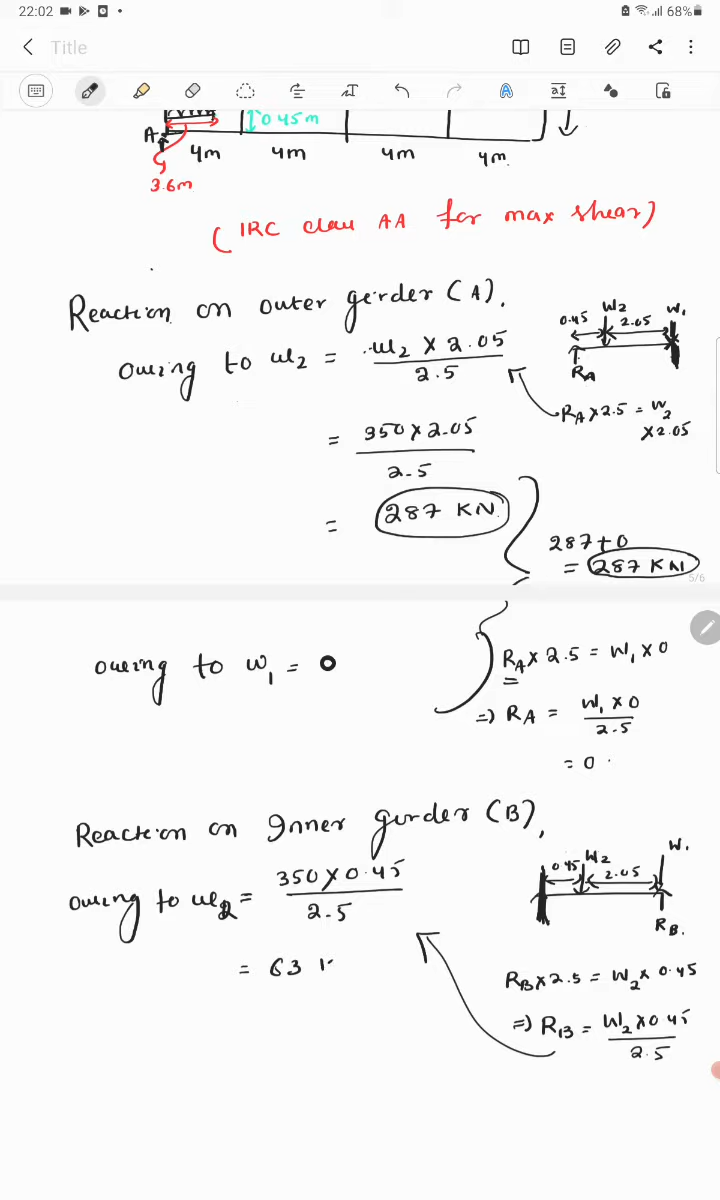 22:02 68%
Title
A 0.45m
4m 4m 4m 4m
3.6m
(IRC clau AA for max shear)
Reaction on outer girder (A),
owing to w2 = w2 × 2.05 / 2.5
= 350 × 2.05 / 2.5
= 287 KN
0.45 W2 2.05 W1
RA
RA × 2.5 = W2 × 2.05
287 + 0
= 287 KN
5/6
owing to w1 = 0
RA × 2.5 = W1 × 0
=) RA = W1 × 0 / 2.5
= 0.
Reaction on Inner girder (B),
owing to w2 = 350 × 0.45 / 2.5
= 63
0.45 W2 2.05 W1
RB.
RB × 2.5 = W2 × 0.45
=) RB = W2 × 0.45 / 2.5